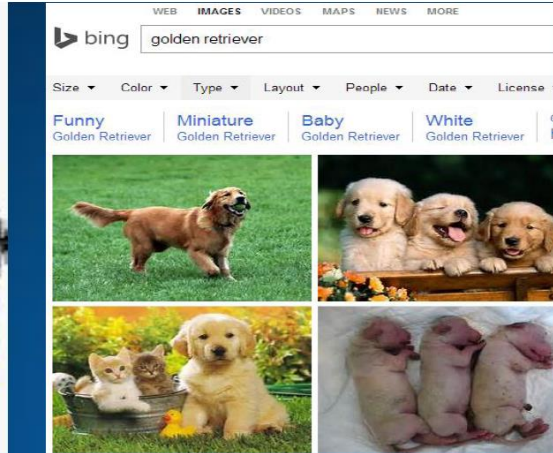 WEB IMAGES VIDEOS MAPS NEWS MORE
bing golden retriever
Size Color Type Layout People Date License
Funny Miniature Baby White
Golden Retriever Golden Retriever Golden Retriever Golden Retriever